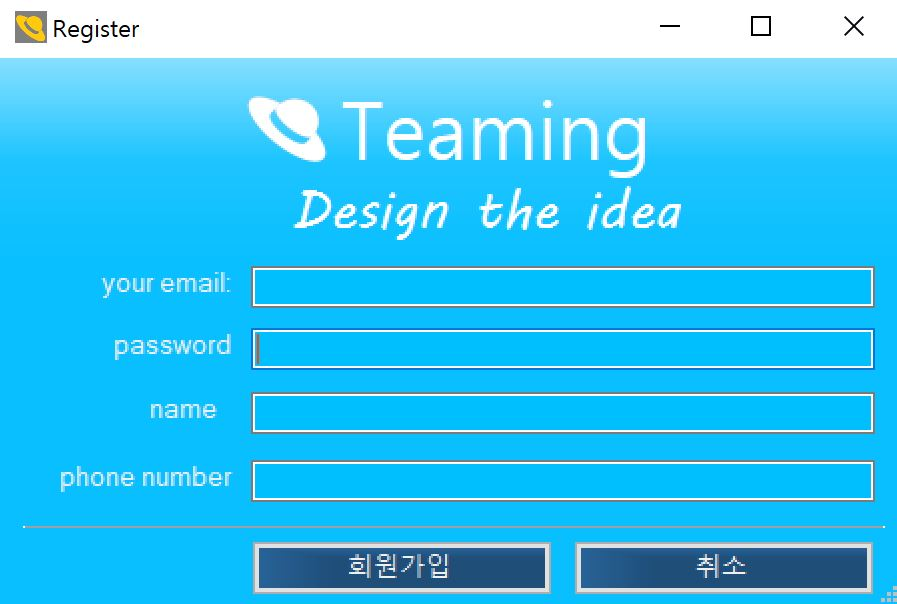 Register
Teaming
Design the idea
your email:
password
name
phone number
회원가입 취소